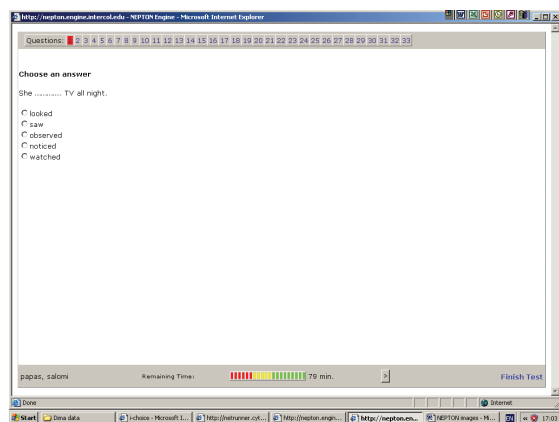 http://nepton.engine.intercol.edu - NEPTON Engine - Microsoft Internet Explorer
Questions: 1 2 3 4 5 6 7 8 9 10 11 12 13 14 15 16 17 18 19 20 21 22 23 24 25 26 27 28 29 30 31 32 33
Choose an answer
She ............. TV all night.
looked
saw
observed
noticed
watched
papas, salomi Remaining Time: 79 min. > Finish Test
Done Internet
Start Dima data i-choice - Microsoft I... http://netrunner.cyt... http://nepton.engin... http://nepton.en... NEPTON images - Mi... « 17:03